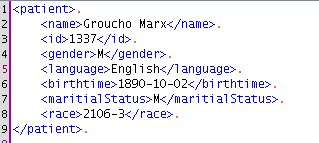 1 <patient>.
2 <name>Groucho Marx</name>.
3 <id>1337</id>.
4 <gender>M</gender>.
5 <language>English</language>.
6 <birthtime>1890-10-02</birthtime>.
7 <maritialStatus>M</maritialStatus>.
8 <race>2106-3</race>.
9 </patient>.